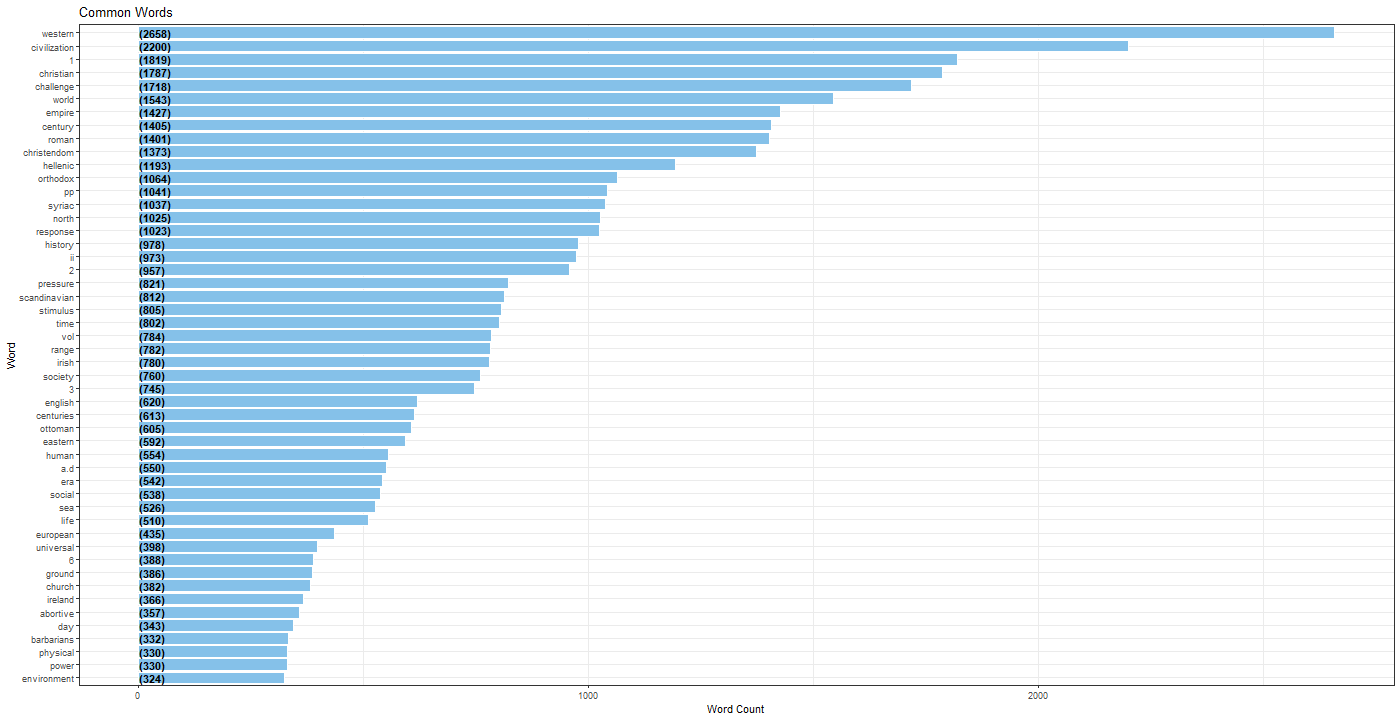 Common Words
western (2658)
civilization (2200)
1 (1819)
christian (1787)
challenge (1718)
world (1543)
empire (1427)
century (1405)
roman (1401)
christendom (1373)
hellenic (1193)
orthodox (1064)
pp (1041)
syriac (1037)
north (1025)
response (1023)
history (978)
ii (973)
2 (957)
pressure (821)
scandinavian (812)
stimulus (805)
time (802)
vol (784)
range (782)
irish (780)
society (760)
3 (745)
english (620)
centuries (613)
ottoman (605)
eastern (592)
human (554)
a.d (550)
era (542)
social (538)
sea (526)
life (510)
european (435)
universal (398)
6 (388)
ground (386)
church (382)
ireland (366)
abortive (357)
day (343)
barbarians (332)
physical (330)
power (330)
environment (324)
0 1000 2000
Word Count
Word